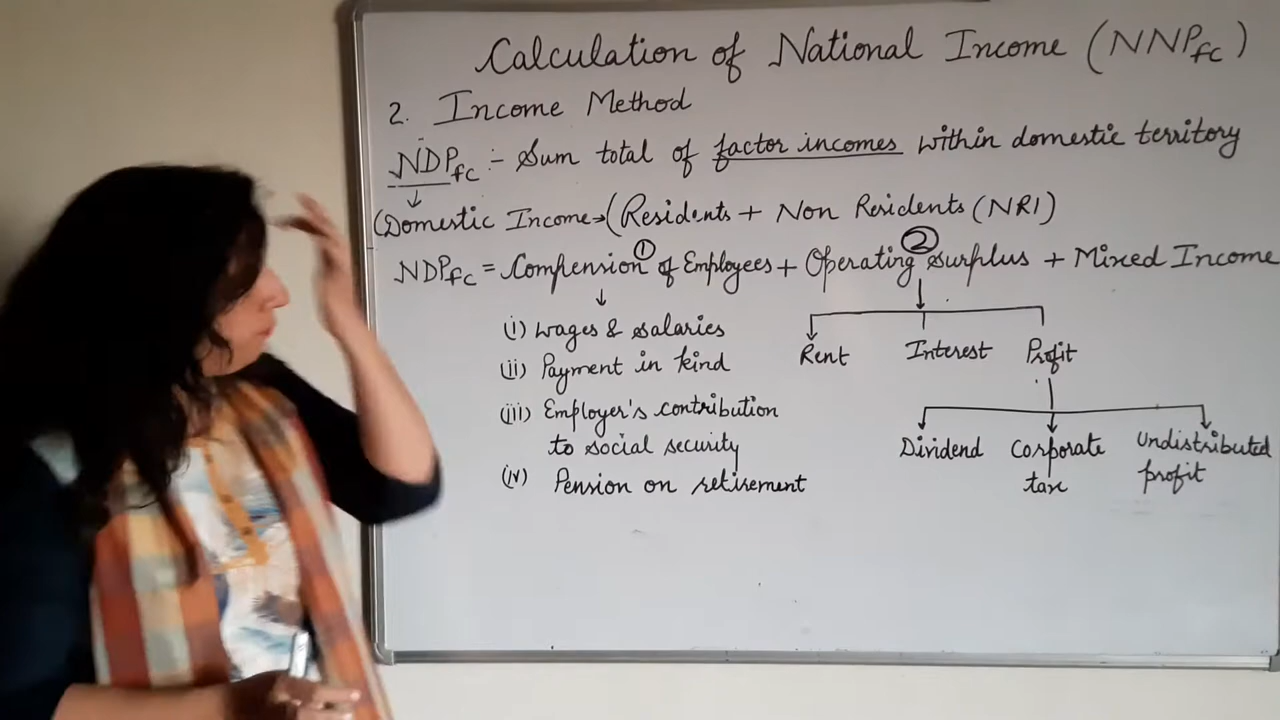 Calculation of National Income (NNPfc)
2. Income Method
NDPfc :- Sum total of factor incomes within domestic territory
(Domestic Income→(Residents + Non Residents (NRI)
① ②
NDPfc = Compension of Employees + Operating Surplus + Mixed Income
(i) Wages & salaries
Rent Interest Profit
(ii) Payment in kind
(iii) Employer's contribution
to social security
Dividend Corporate tax Undistributed profit
(iv) Pension on retirement